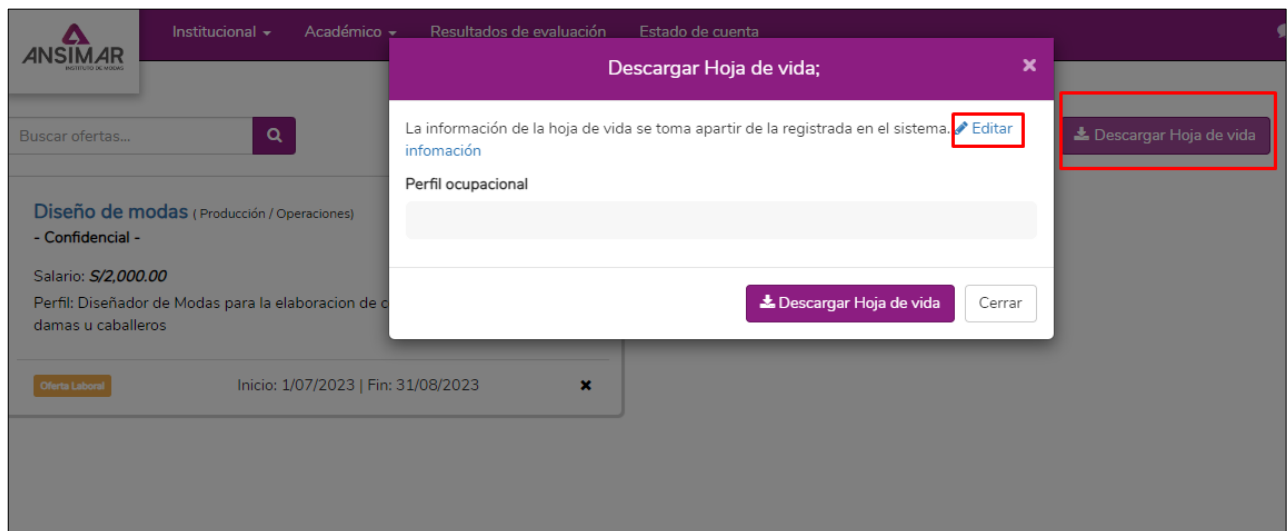 ANSIMAR
INSTITUTO DE MODAS
Institucional Académico Resultados de evaluación Estado de cuenta
Descargar Hoja de vida; ×
Buscar ofertas...
La información de la hoja de vida se toma apartir de la registrada en el sistema. Editar
infomación
Descargar Hoja de vida
Perfil ocupacional
Diseño de modas ( Producción / Operaciones)
- Confidencial -
Salario: S/2,000.00
Perfil: Diseñador de Modas para la elaboracion de c
damas u caballeros
Descargar Hoja de vida Cerrar
Oferta Laboral Inicio: 1/07/2023 | Fin: 31/08/2023